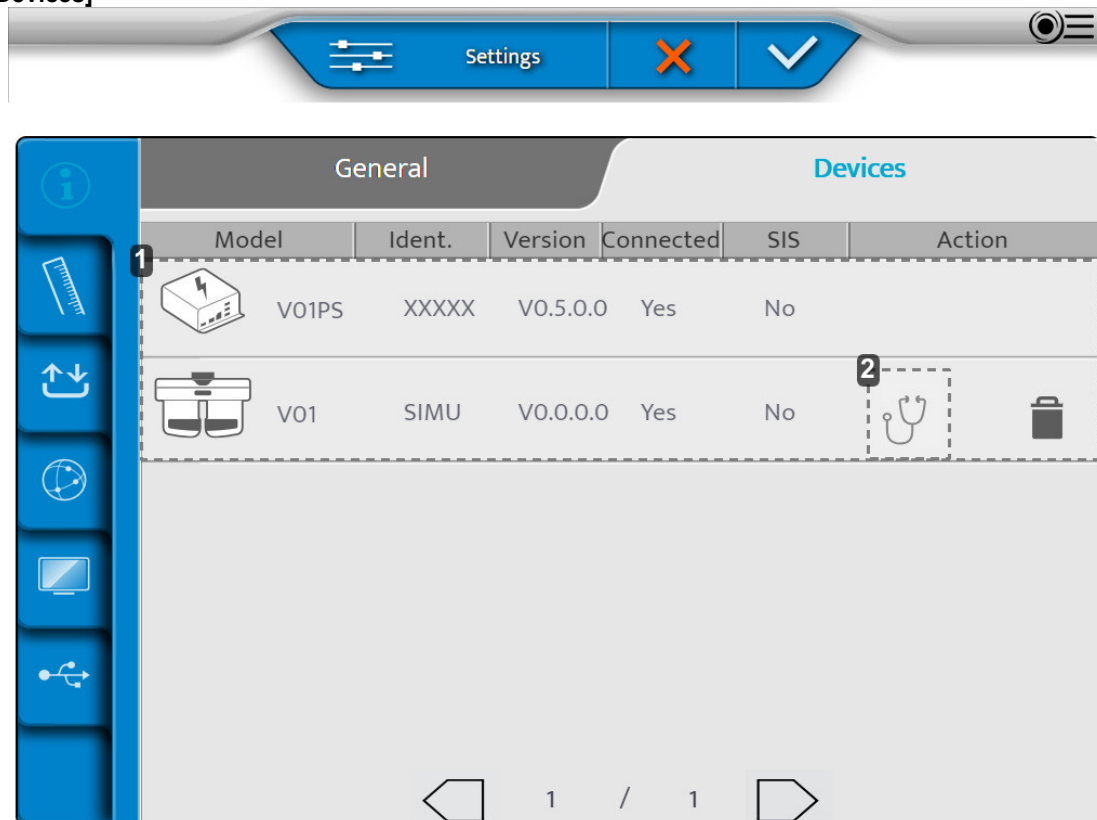 Devices]
Settings
General Devices
Model Ident. Version Connected SIS Action
1
V01PS XXXXX V0.5.0.0 Yes No
2
V01 SIMU V0.0.0.0 Yes No
1 / 1